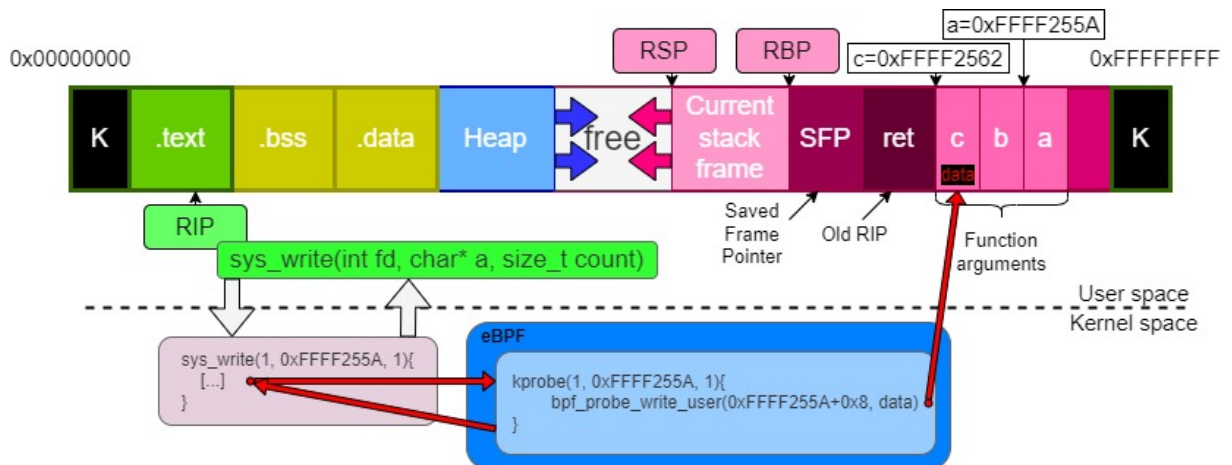 a=0xFFFF255A
RSP
RBP
c=0xFFFF2562
0x00000000
0xFFFFFFFF
K
.text
.bss
.data
Heap
free
Current
stack
frame
SFP
ret
c
b
a
K
data
RIP
Saved
Frame
Pointer
Old RIP
Function
arguments
sys_write(int fd, char* a, size_t count)
User space
Kernel space
eBPF
sys_write(1, 0xFFFF255A, 1){
[...]
}
kprobe(1, 0xFFFF255A, 1){
bpf_probe_write_user(0xFFFF255A+0x8, data)
}